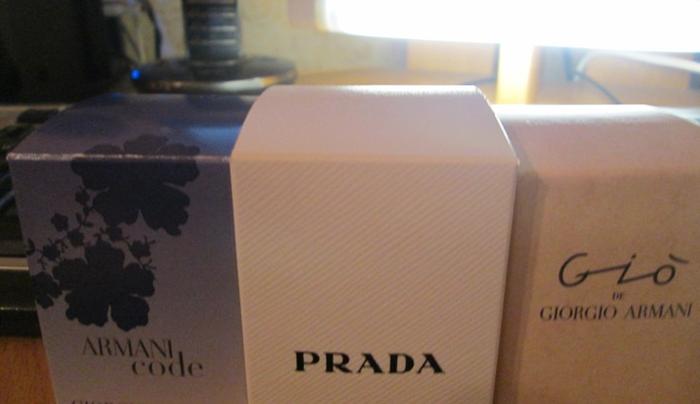 ARMANI
code
PRADA
Giò
DE
GIORGIO ARMANI